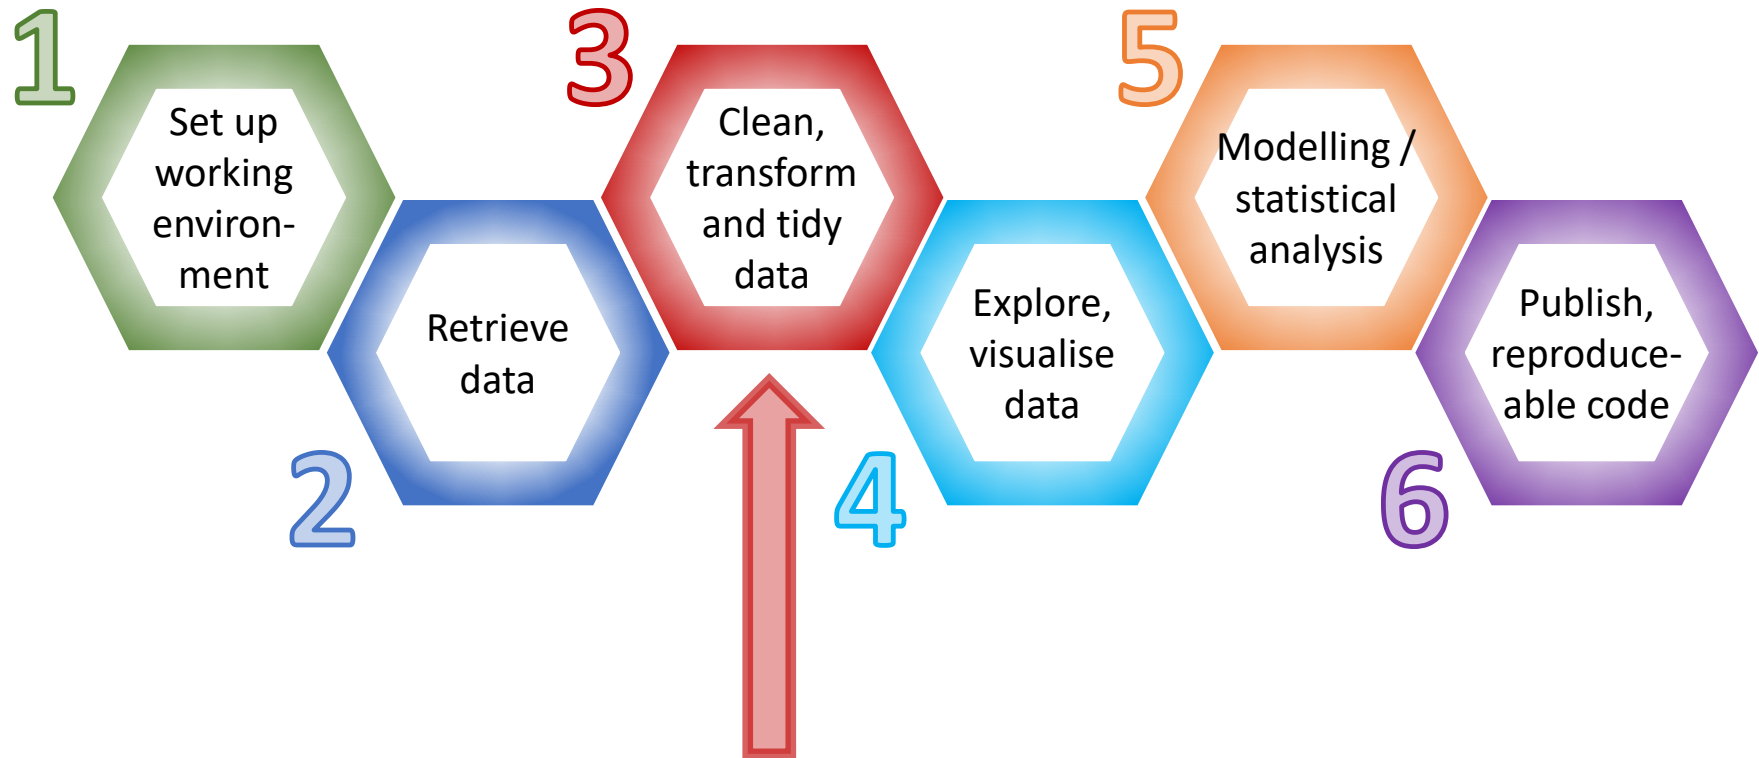 1
Set up
working
environ-
ment
2
Retrieve
data
3
Clean,
transform
and tidy
data
4
Explore,
visualise
data
5
Modelling /
statistical
analysis
6
Publish,
reproduce-
able code